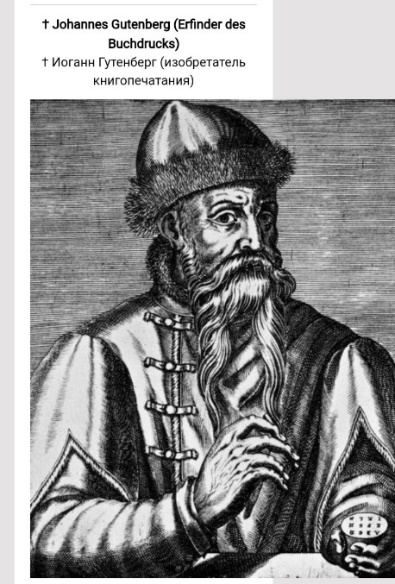 † Johannes Gutenberg (Erfinder des
Buchdrucks)
† Иоганн Гутенберг (изобретатель
книгопечатания)